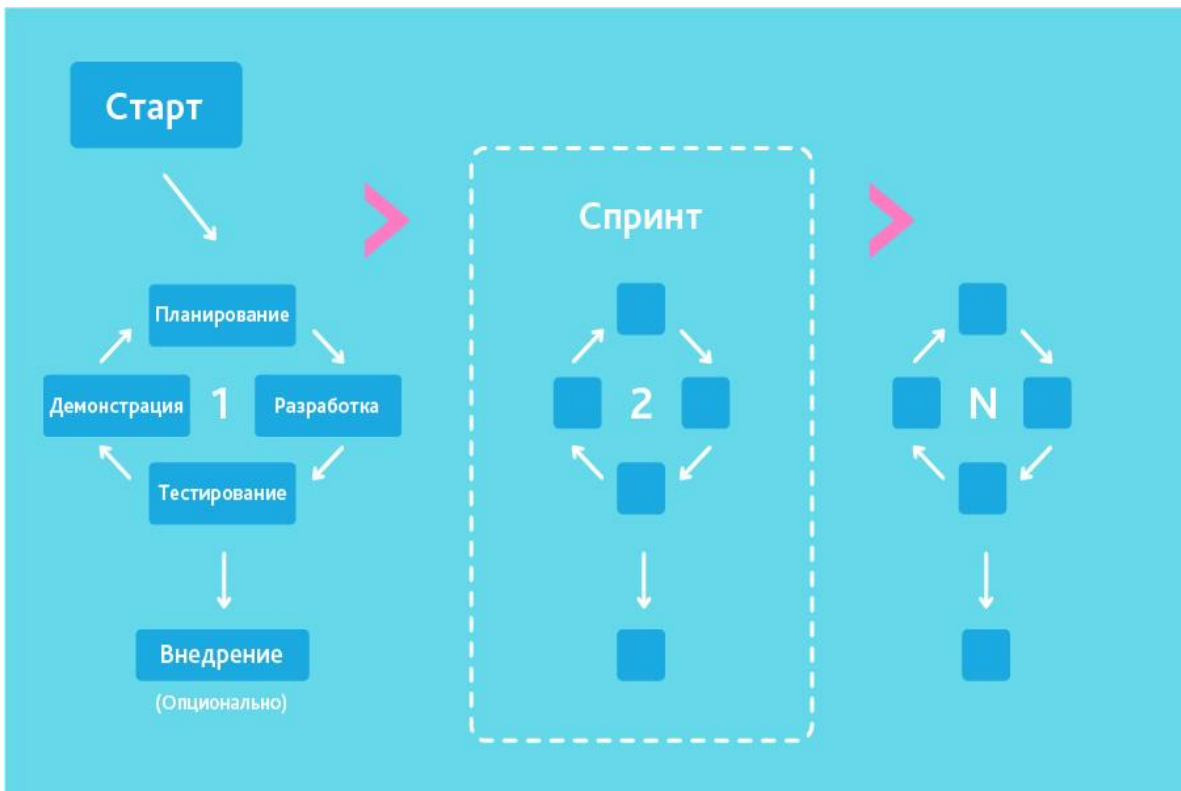 Старт
Спринт
Планирование
Демонстрация
1
Разработка
2
N
Тестирование
Внедрение
(Опционально)